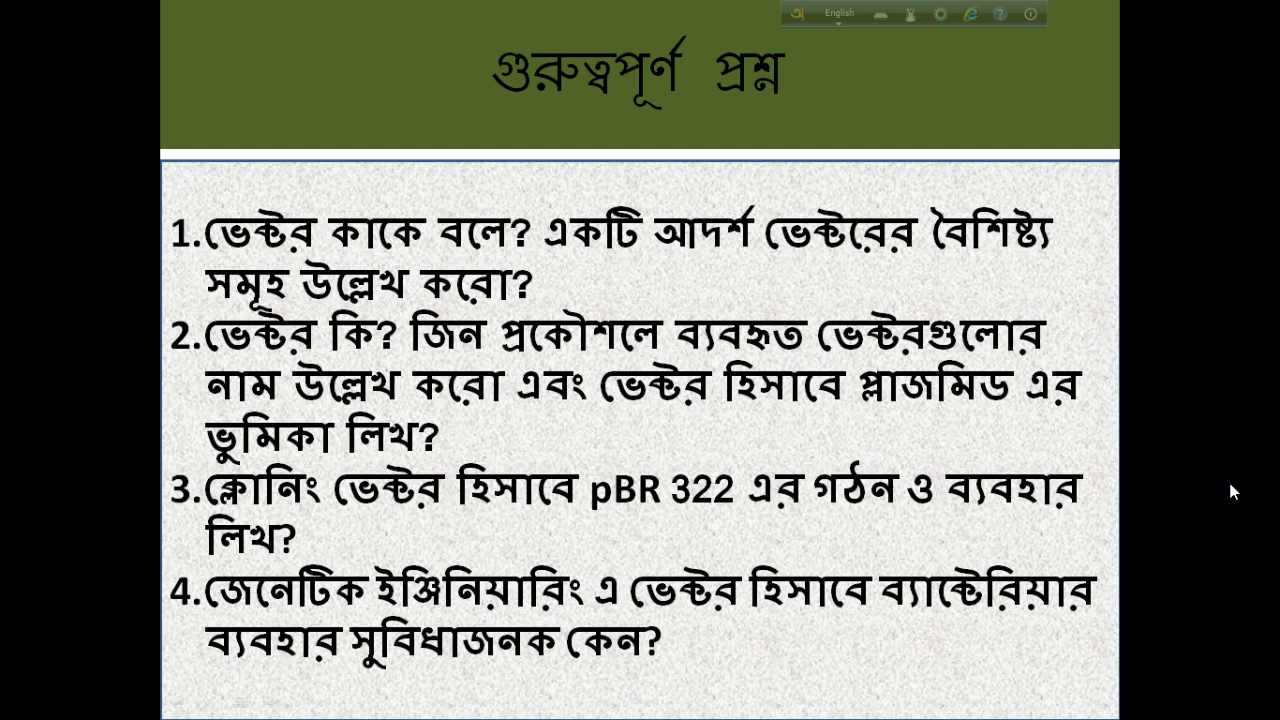 অ English
গুরুত্বপূর্ণ প্রশ্ন
1.ভেক্টর কাকে বলে? একটি আদর্শ ভেক্টরের বৈশিষ্ট্য
সমূহ উল্লেখ করো?
2.ভেক্টর কি? জিন প্রকৌশলে ব্যবহৃত ভেক্টরগুলোর
নাম উল্লেখ করো এবং ভেক্টর হিসাবে প্লাজমিড এর
ভুমিকা লিখ?
3.ক্লোনিং ভেক্টর হিসাবে pBR 322 এর গঠন ও ব্যবহার
লিখ?
4.জেনেটিক ইঞ্জিনিয়ারিং এ ভেক্টর হিসাবে ব্যাক্টেরিয়ার
ব্যবহার সুবিধাজনক কেন?